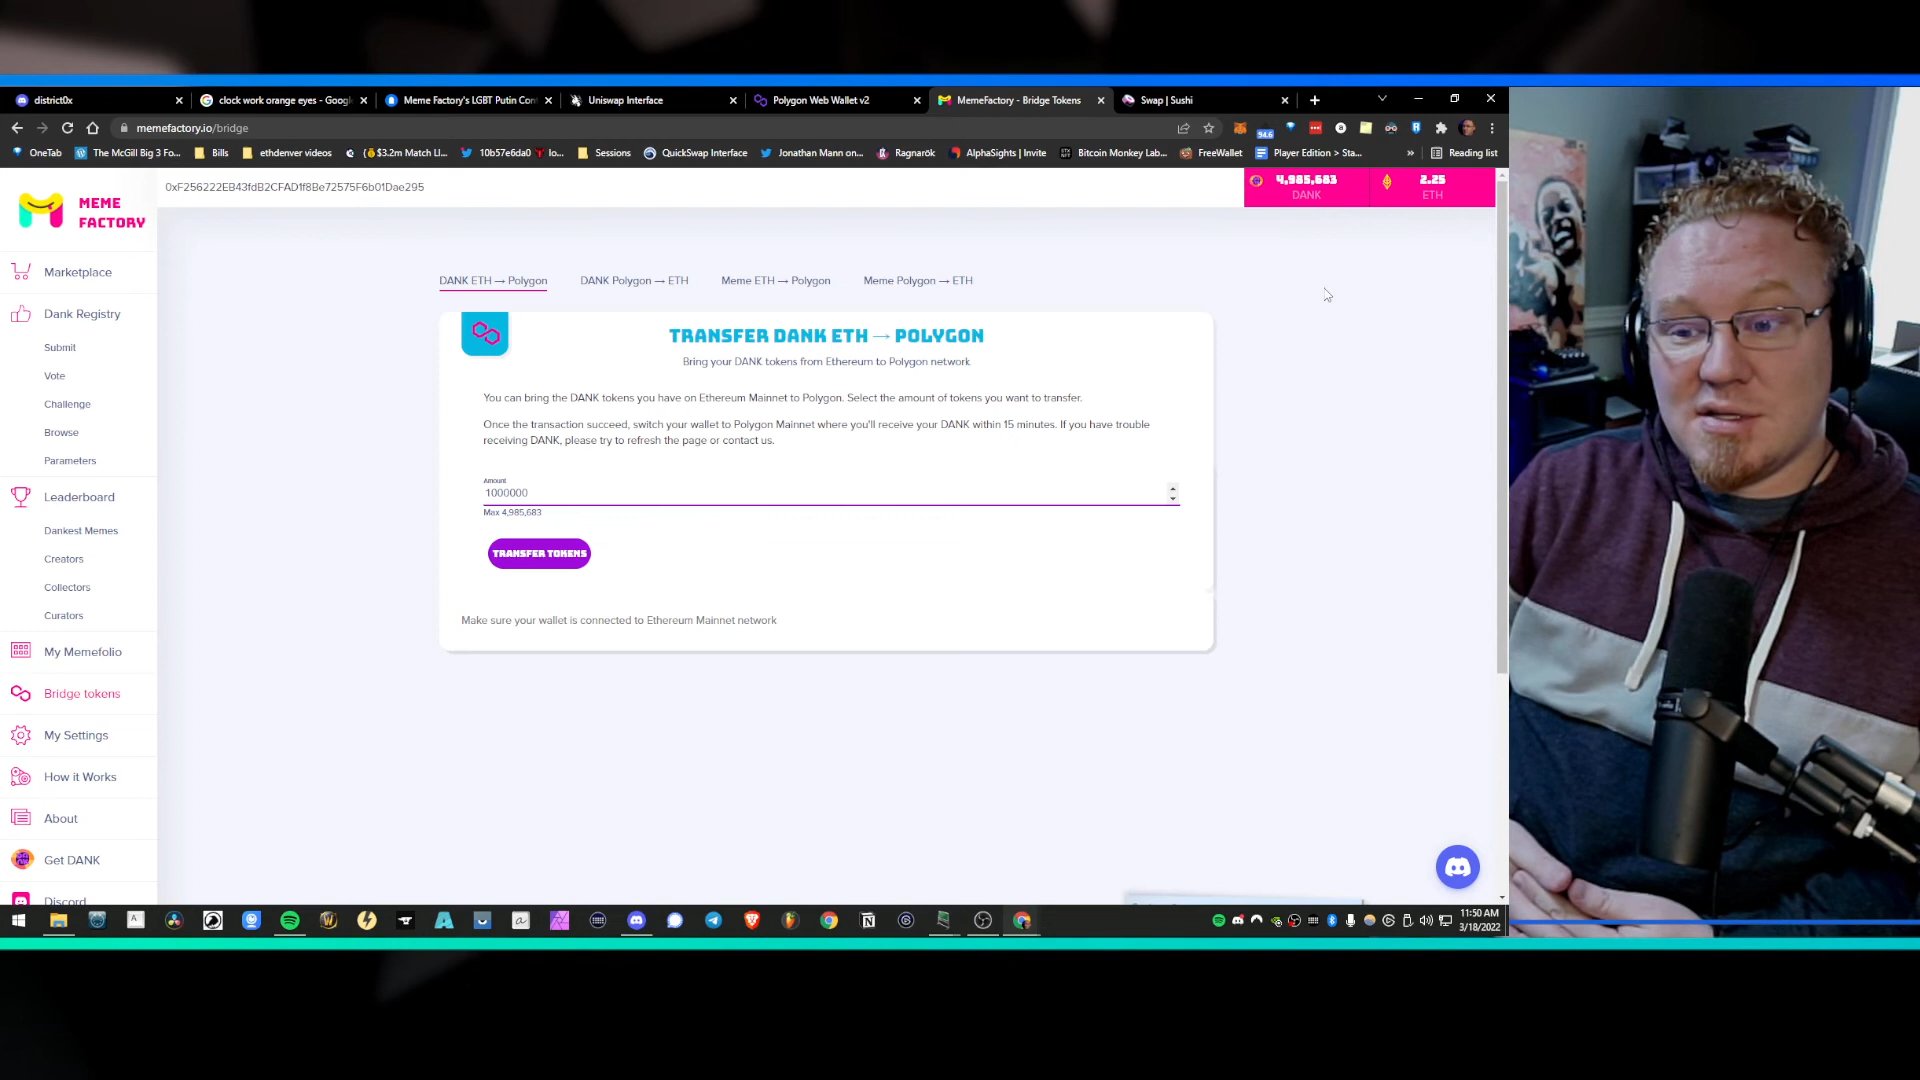 district0x
clock work orange eyes - Googl
Meme Factory's LGBT Putin Con
Uniswap Interface
Polygon Web Wallet v2
MemeFactory - Bridge Tokens
Swap | Sushi
memefactory.io/bridge
94.6
OneTab
The McGill Big 3 Fo...
Bills
ethdenver videos
($3.2m Match LI...
10b57e6da0
lo...
Sessions
QuickSwap Interface
Jonathan Mann on...
Ragnarök
AlphaSights | Invite
Bitcoin Monkey Lab...
FreeWallet
Player Edition > Sta...
»
Reading list
MEME
FACTORY
0xF256222EB43fdB2CFAD1f8Be72575F6b01Dae295
4,985,683
DANK
2.25
ETH
Marketplace
Dank Registry
Submit
Vote
Challenge
Browse
Parameters
Leaderboard
Dankest Memes
Creators
Collectors
Curators
My Memefolio
Bridge tokens
My Settings
How it Works
About
Get DANK
Discord
DANK ETH → Polygon
DANK Polygon → ETH
Meme ETH → Polygon
Meme Polygon → ETH
TRANSFER DANK ETH → POLYGON
Bring your DANK tokens from Ethereum to Polygon network
You can bring the DANK tokens you have on Ethereum Mainnet to Polygon. Select the amount of tokens you want to transfer.
Once the transaction succeed, switch your wallet to Polygon Mainnet where you'll receive your DANK within 15 minutes. If you have trouble
receiving DANK, please try to refresh the page or contact us.
Amount
1000000
Max 4,985,683
TRANSFER TOKENS
Make sure your wallet is connected to Ethereum Mainnet network
11:50 AM
3/18/2022